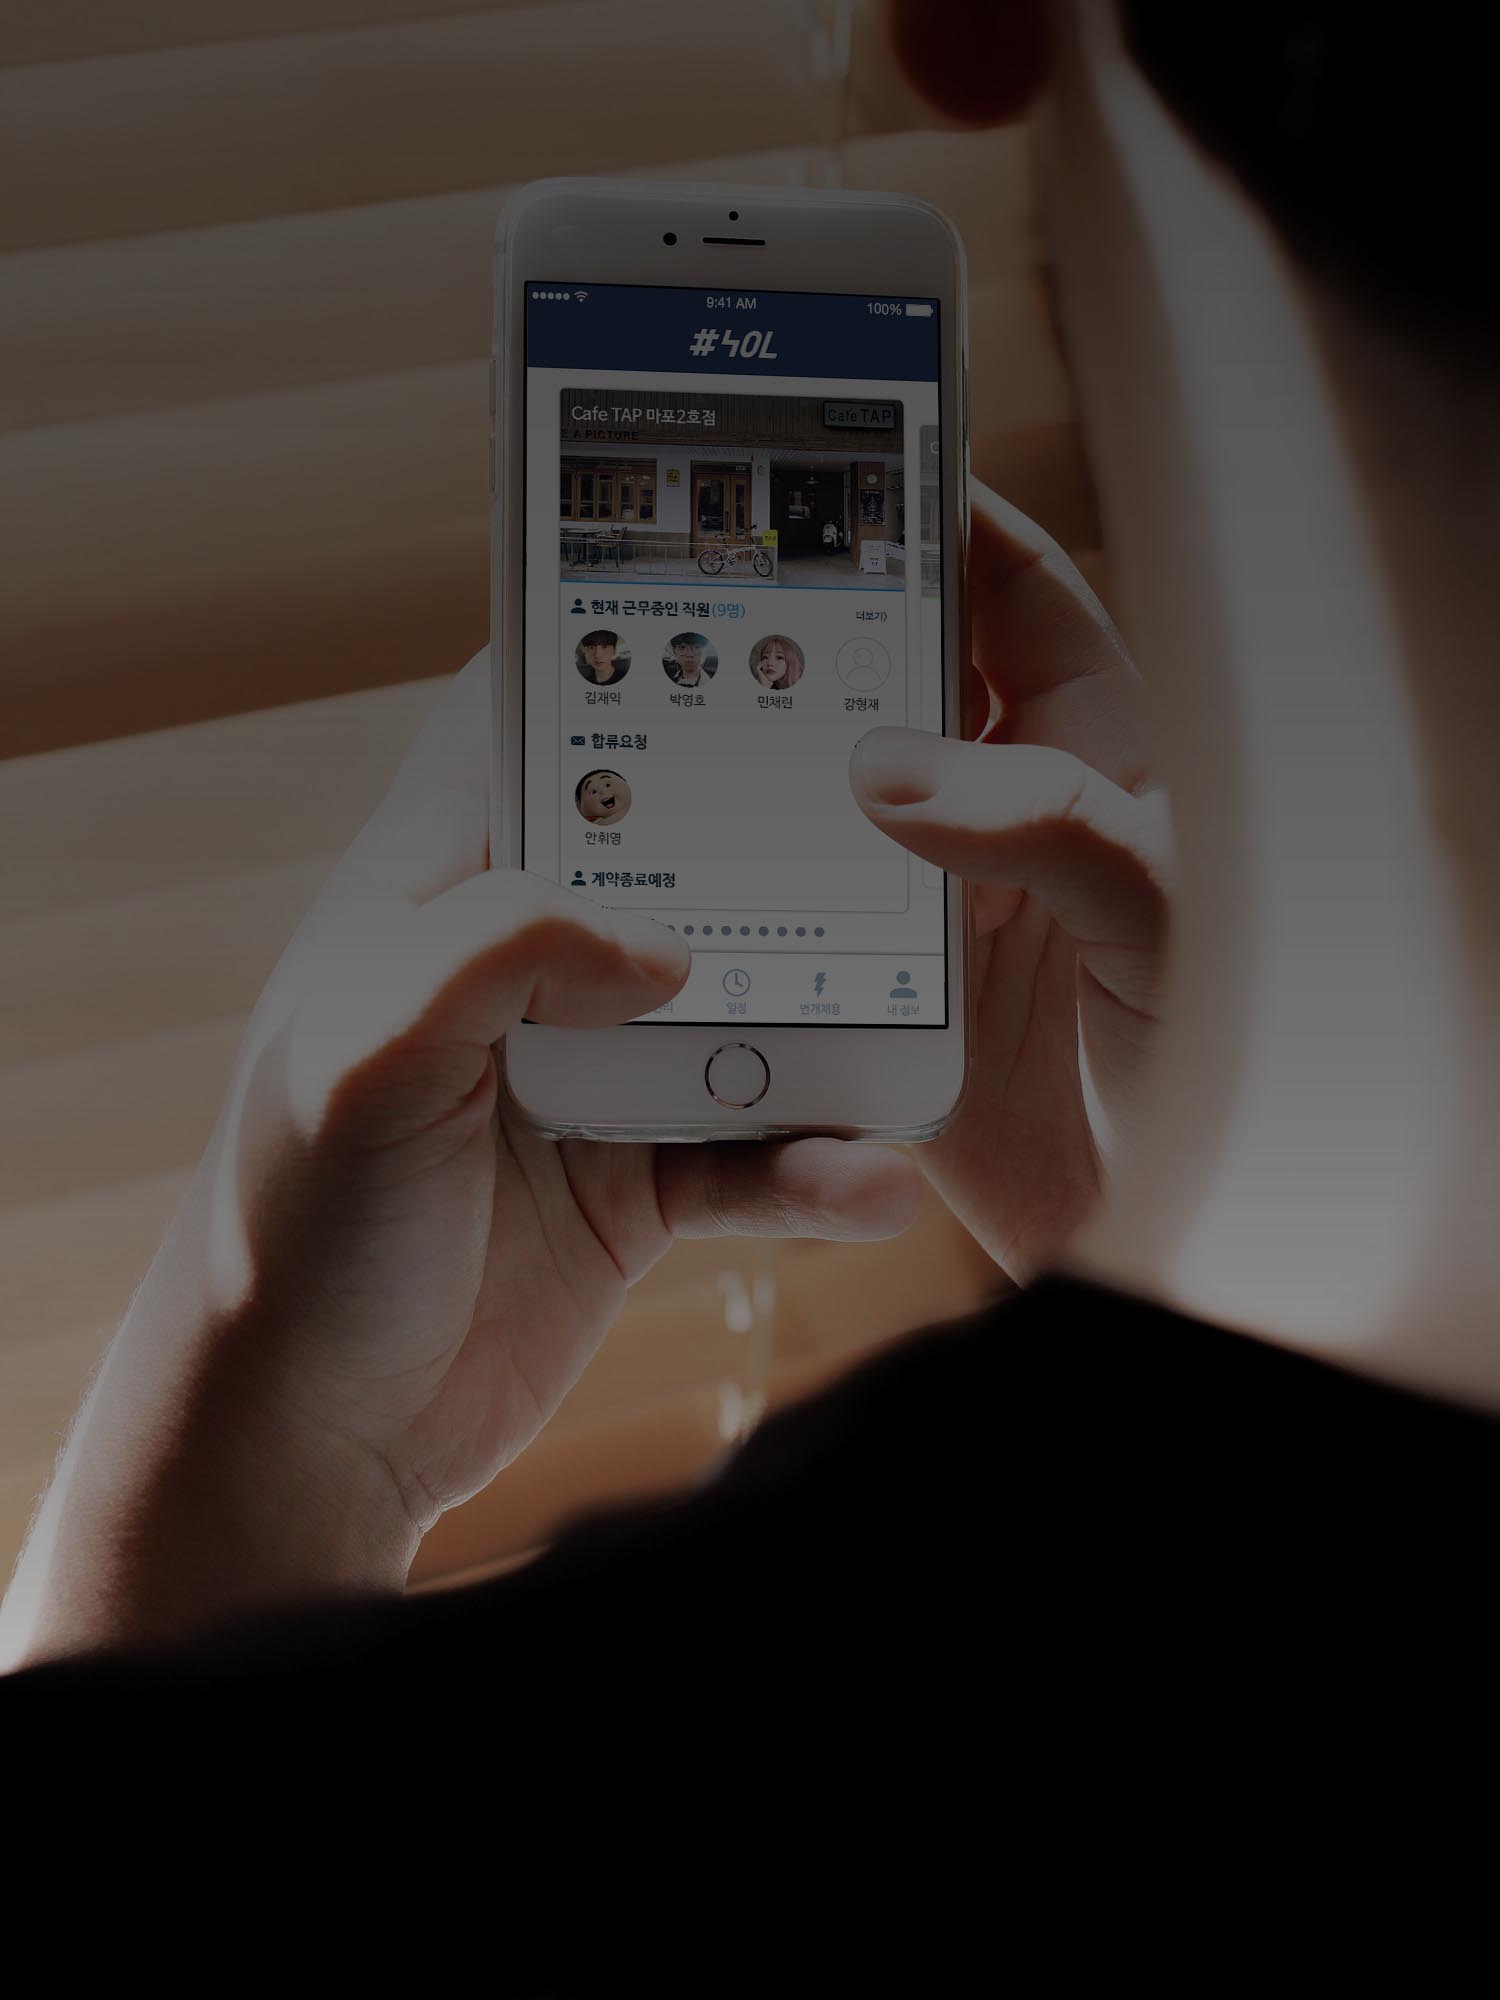 9:41 AM
100%
Cafe TAP 마포2호점
Cafe TAP
E A PICTURE
현재 근무중인 직원(9명)
더보기
김재익
박영호
민채린
강형재
합류요청
안휘영
계약종료예정
일정
번개채용
내 정보